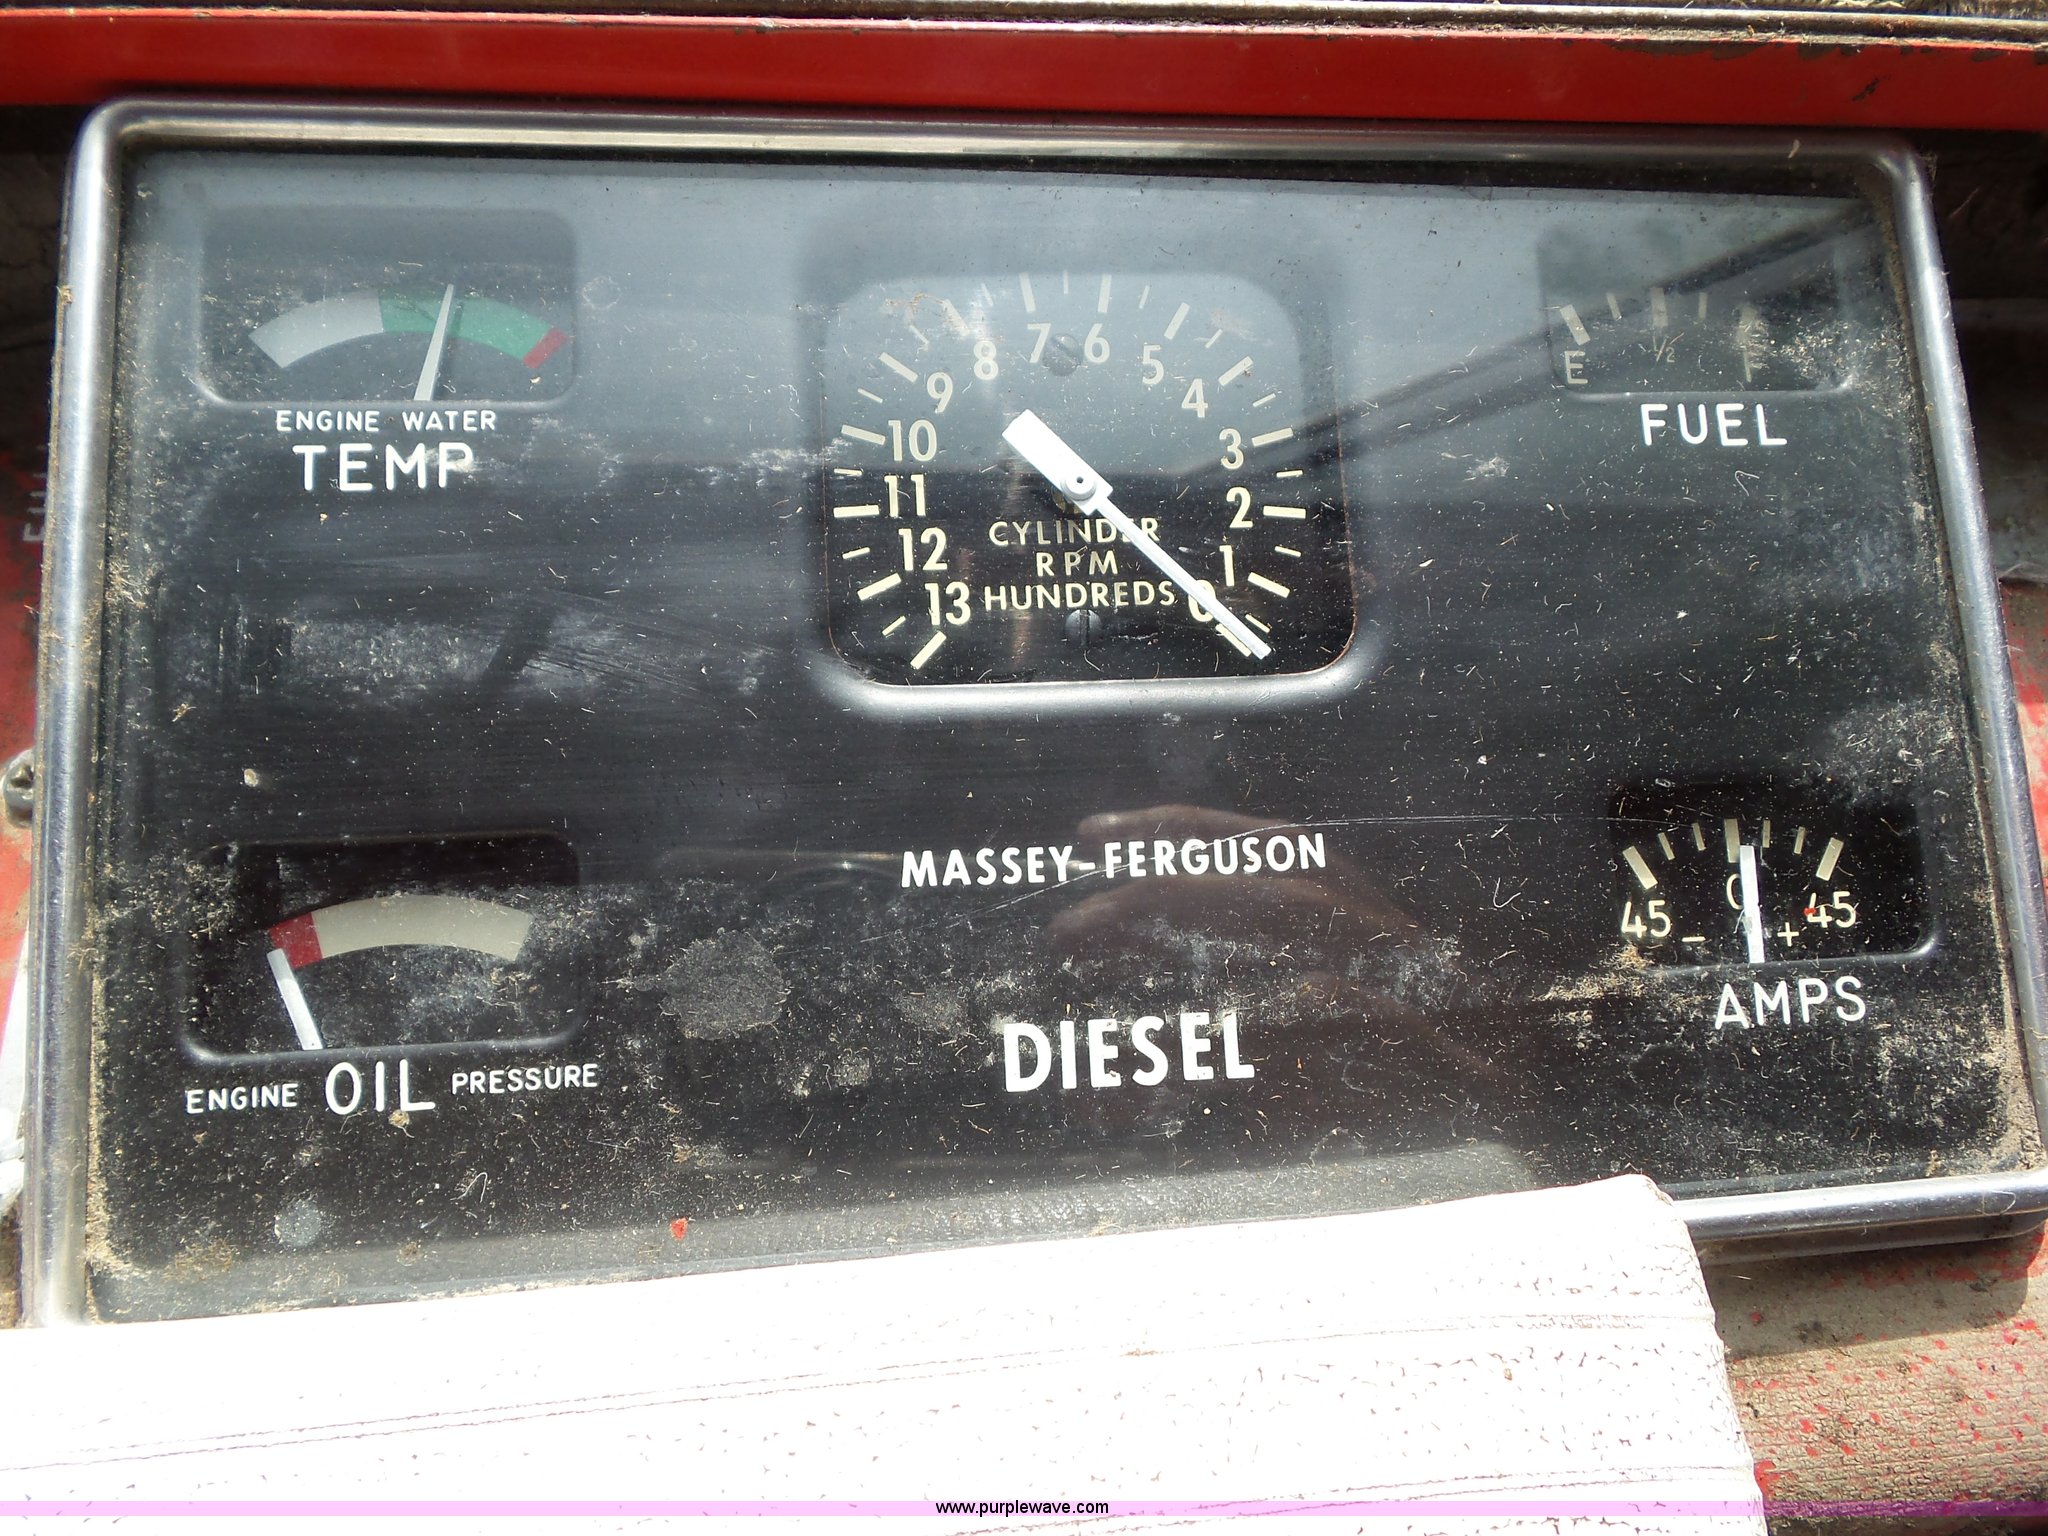 ENGINE WATER
TEMP
7 6
8 5
9 4
10 3
11 2
12 1
13 0
CYLINDER
RPM
HUNDREDS
E 1/2 F
FUEL
MASSEY-FERGUSON
DIESEL
ENGINE OIL PRESSURE
0
45 - + 45
AMPS
www.purplewave.com